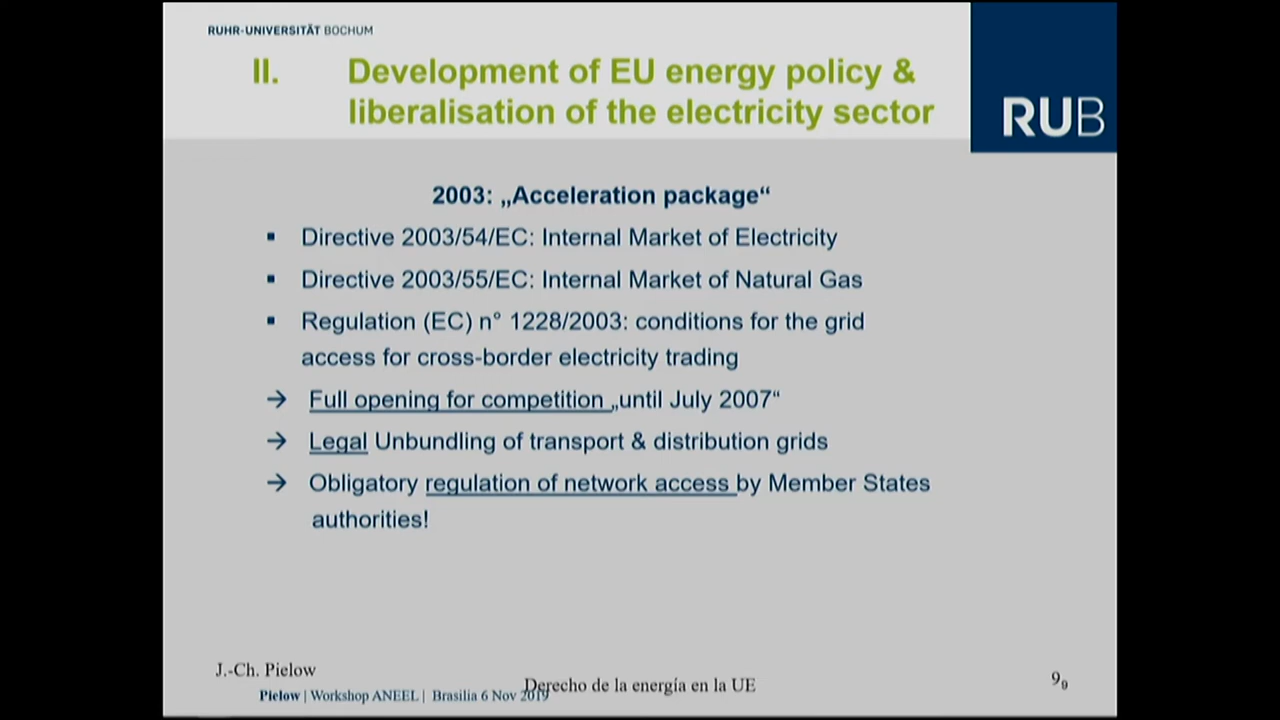 RUHR-UNIVERSITÄT BOCHUM
II. Development of EU energy policy &
liberalisation of the electricity sector
RUB
2003: „Acceleration package“
▪ Directive 2003/54/EC: Internal Market of Electricity
▪ Directive 2003/55/EC: Internal Market of Natural Gas
▪ Regulation (EC) n° 1228/2003: conditions for the grid
access for cross-border electricity trading
→ Full opening for competition „until July 2007“
→ Legal Unbundling of transport & distribution grids
→ Obligatory regulation of network access by Member States
authorities!
J.-Ch. Pielow
Pielow | Workshop ANEEL | Brasilia 6 Nov 2019
Derecho de la energía en la UE
9
9